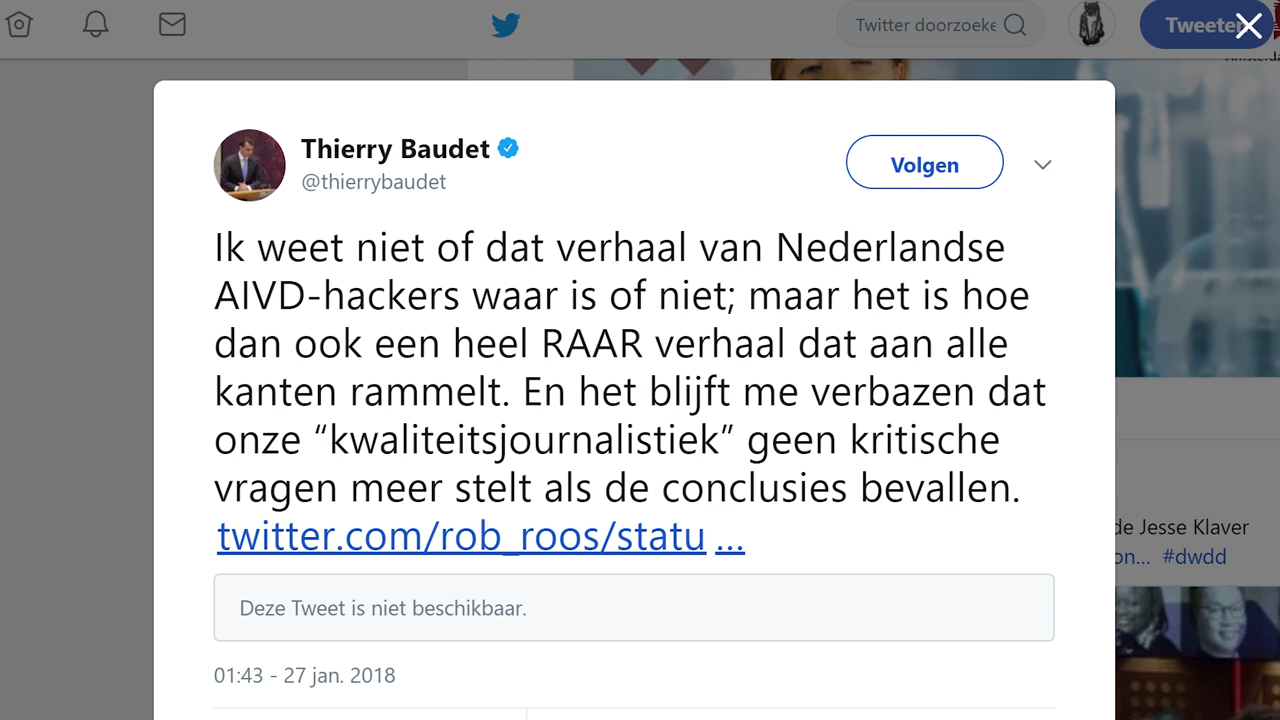 Twitter doorzoeke
Tweete
Thierry Baudet
@thierrybaudet
Volgen
Ik weet niet of dat verhaal van Nederlandse
AIVD-hackers waar is of niet; maar het is hoe
dan ook een heel RAAR verhaal dat aan alle
kanten rammelt. En het blijft me verbazen dat
onze “kwaliteitsjournalistiek” geen kritische
vragen meer stelt als de conclusies bevallen.
twitter.com/rob_roos/statu ...
de Jesse Klaver
on... #dwdd
Deze Tweet is niet beschikbaar.
01:43 - 27 jan. 2018